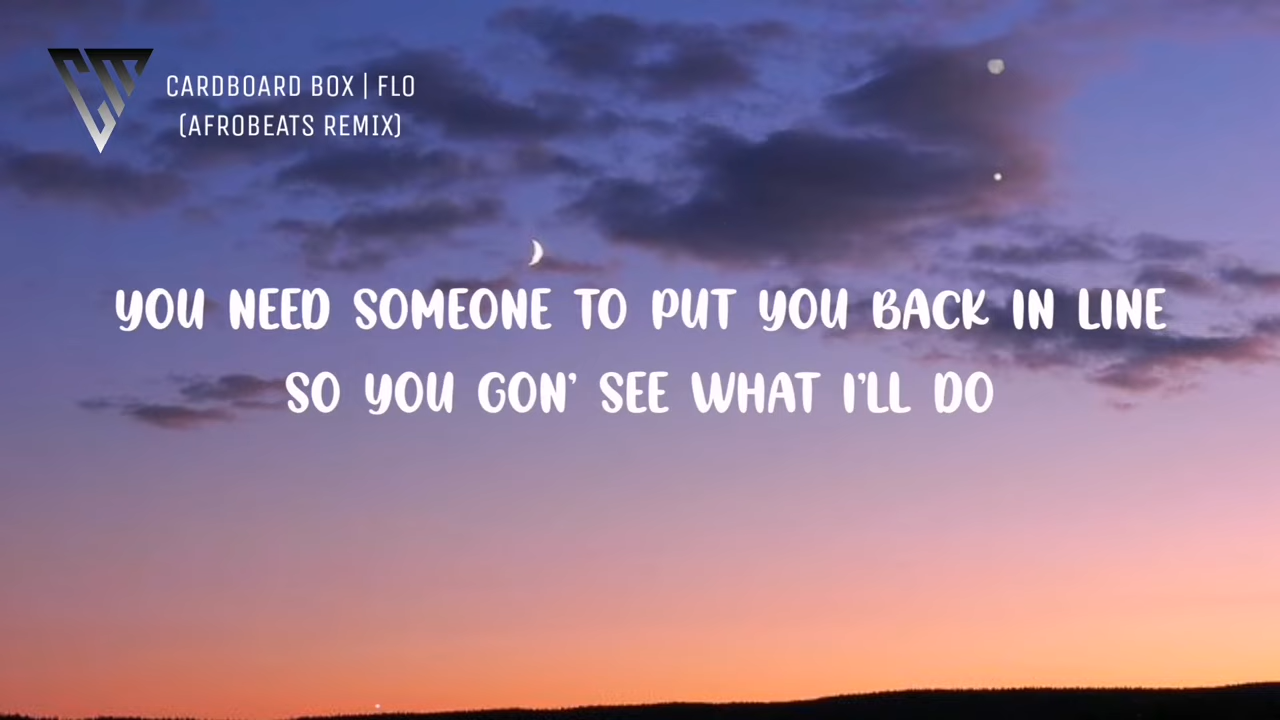 CARDBOARD BOX | FLO
(AFROBEATS REMIX)
YOU NEED SOMEONE TO PUT YOU BACK IN LINE
SO YOU GON' SEE WHAT I'LL DO